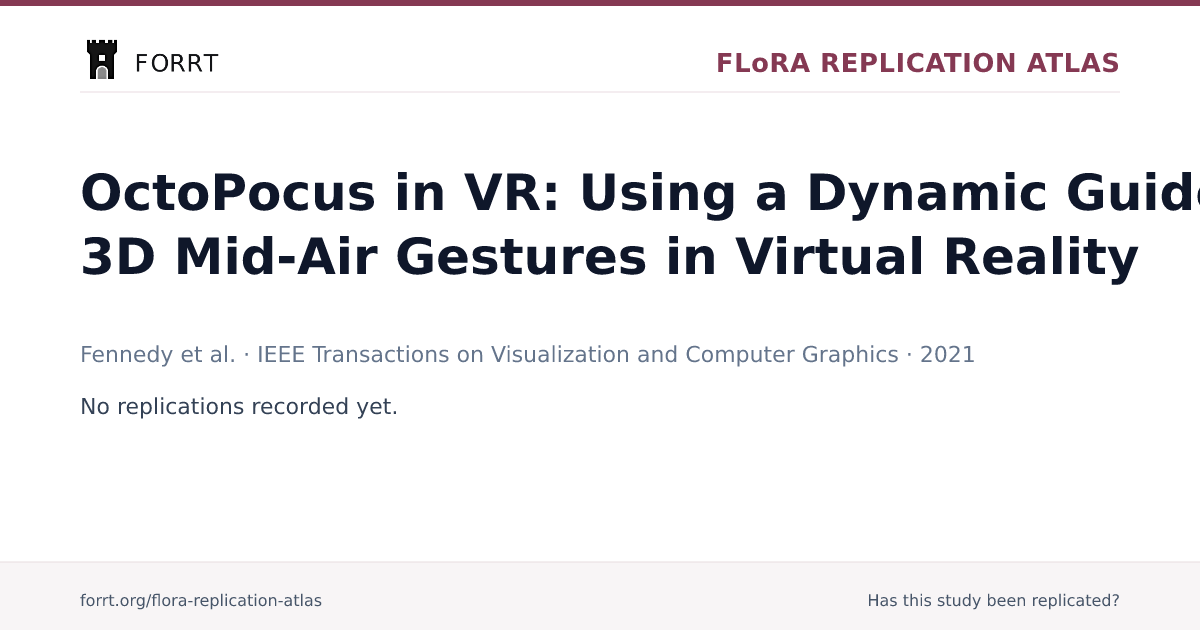 FORRT
FLoRA REPLICATION ATLAS
OctoPocus in VR: Using a Dynamic Guid
3D Mid-Air Gestures in Virtual Reality
Fennedy et al. · IEEE Transactions on Visualization and Computer Graphics · 2021
No replications recorded yet.
forrt.org/flora-replication-atlas
Has this study been replicated?